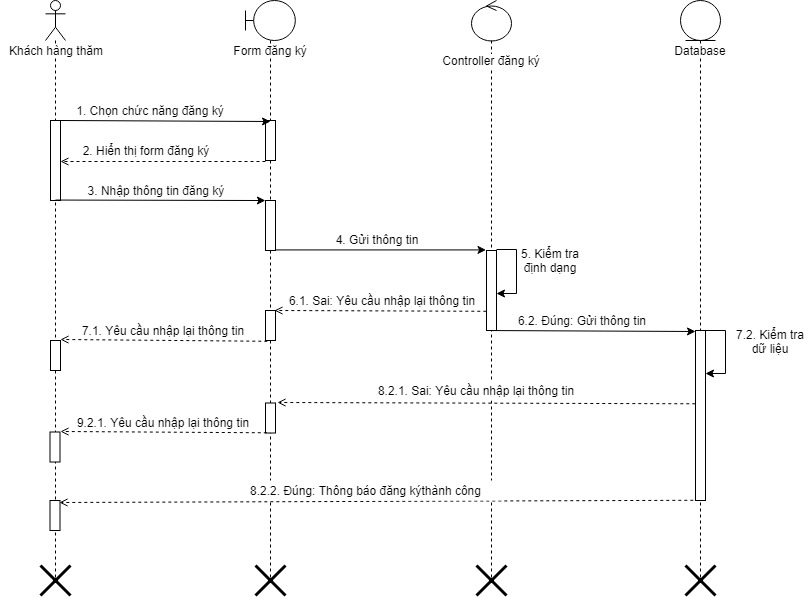 Khách hàng thăm
Form đăng ký
Controller đăng ký
Database
1. Chọn chức năng đăng ký
2. Hiển thị form đăng ký
3. Nhập thông tin đăng ký
4. Gửi thông tin
5. Kiểm tra
định dạng
6.1. Sai: Yêu cầu nhập lại thông tin
6.2. Đúng: Gửi thông tin
7.1. Yêu cầu nhập lại thông tin
7.2. Kiểm tra
dữ liệu
8.2.1. Sai: Yêu cầu nhập lại thông tin
9.2.1. Yêu cầu nhập lại thông tin
8.2.2. Đúng: Thông báo đăng kýthành công